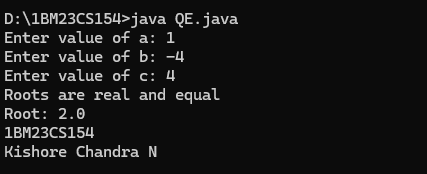 D:\1BM23CS154>java QE.java
Enter value of a: 1
Enter value of b: -4
Enter value of c: 4
Roots are real and equal
Root: 2.0
1BM23CS154
Kishore Chandra N